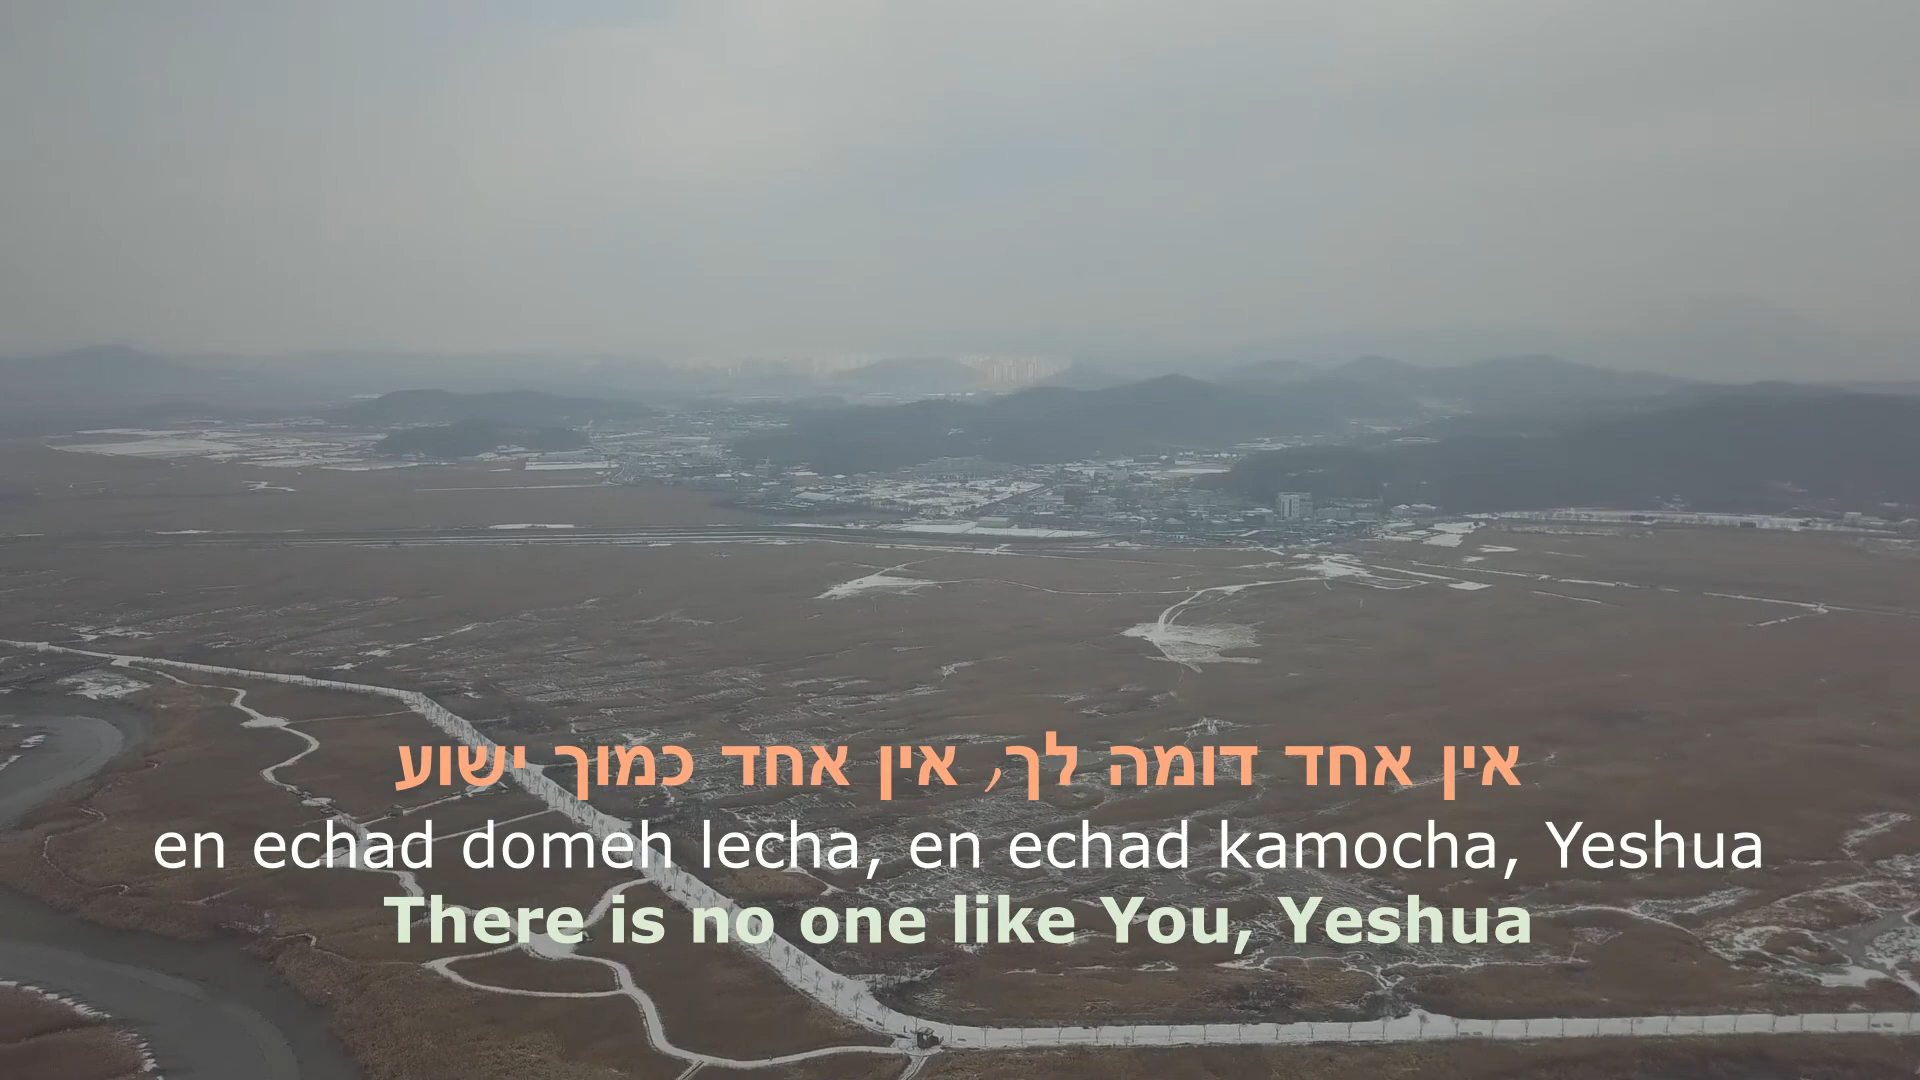 אין אחד דומה לך, אין אחד כמוך ישוע
en echad domeh lecha, en echad kamocha, Yeshua
There is no one like You, Yeshua